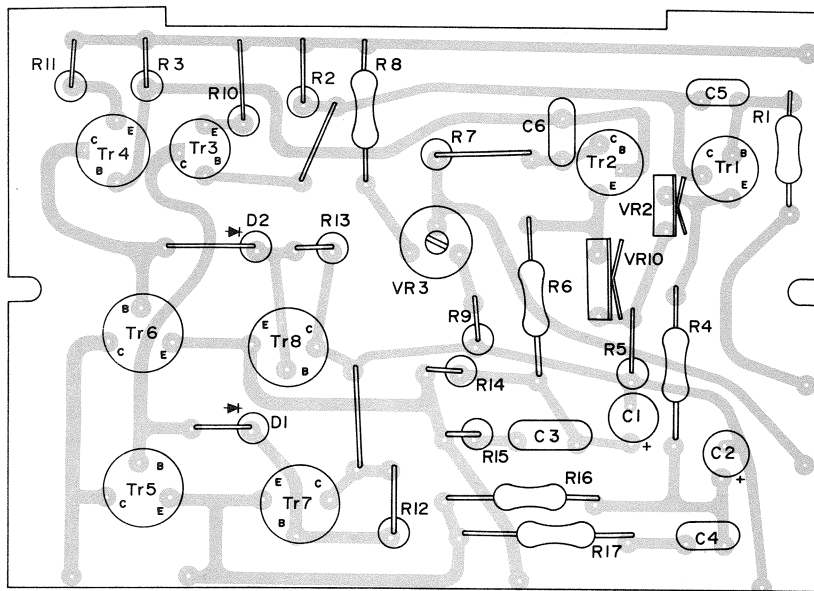 R11 R3 R10 R2 R8 C5 R1
C6 R7
C E B Tr4
E Tr3 C B
C B Tr2 E
C B Tr1 E
VR2
D2 R13
VR3 VR10
R6
B Tr6 C E
E C Tr8 B
R9 R5 R4
R14
D1 C1 +
R15 C3 C2 +
B Tr5 C E
E C Tr7 B
R12 R16
R17 C4